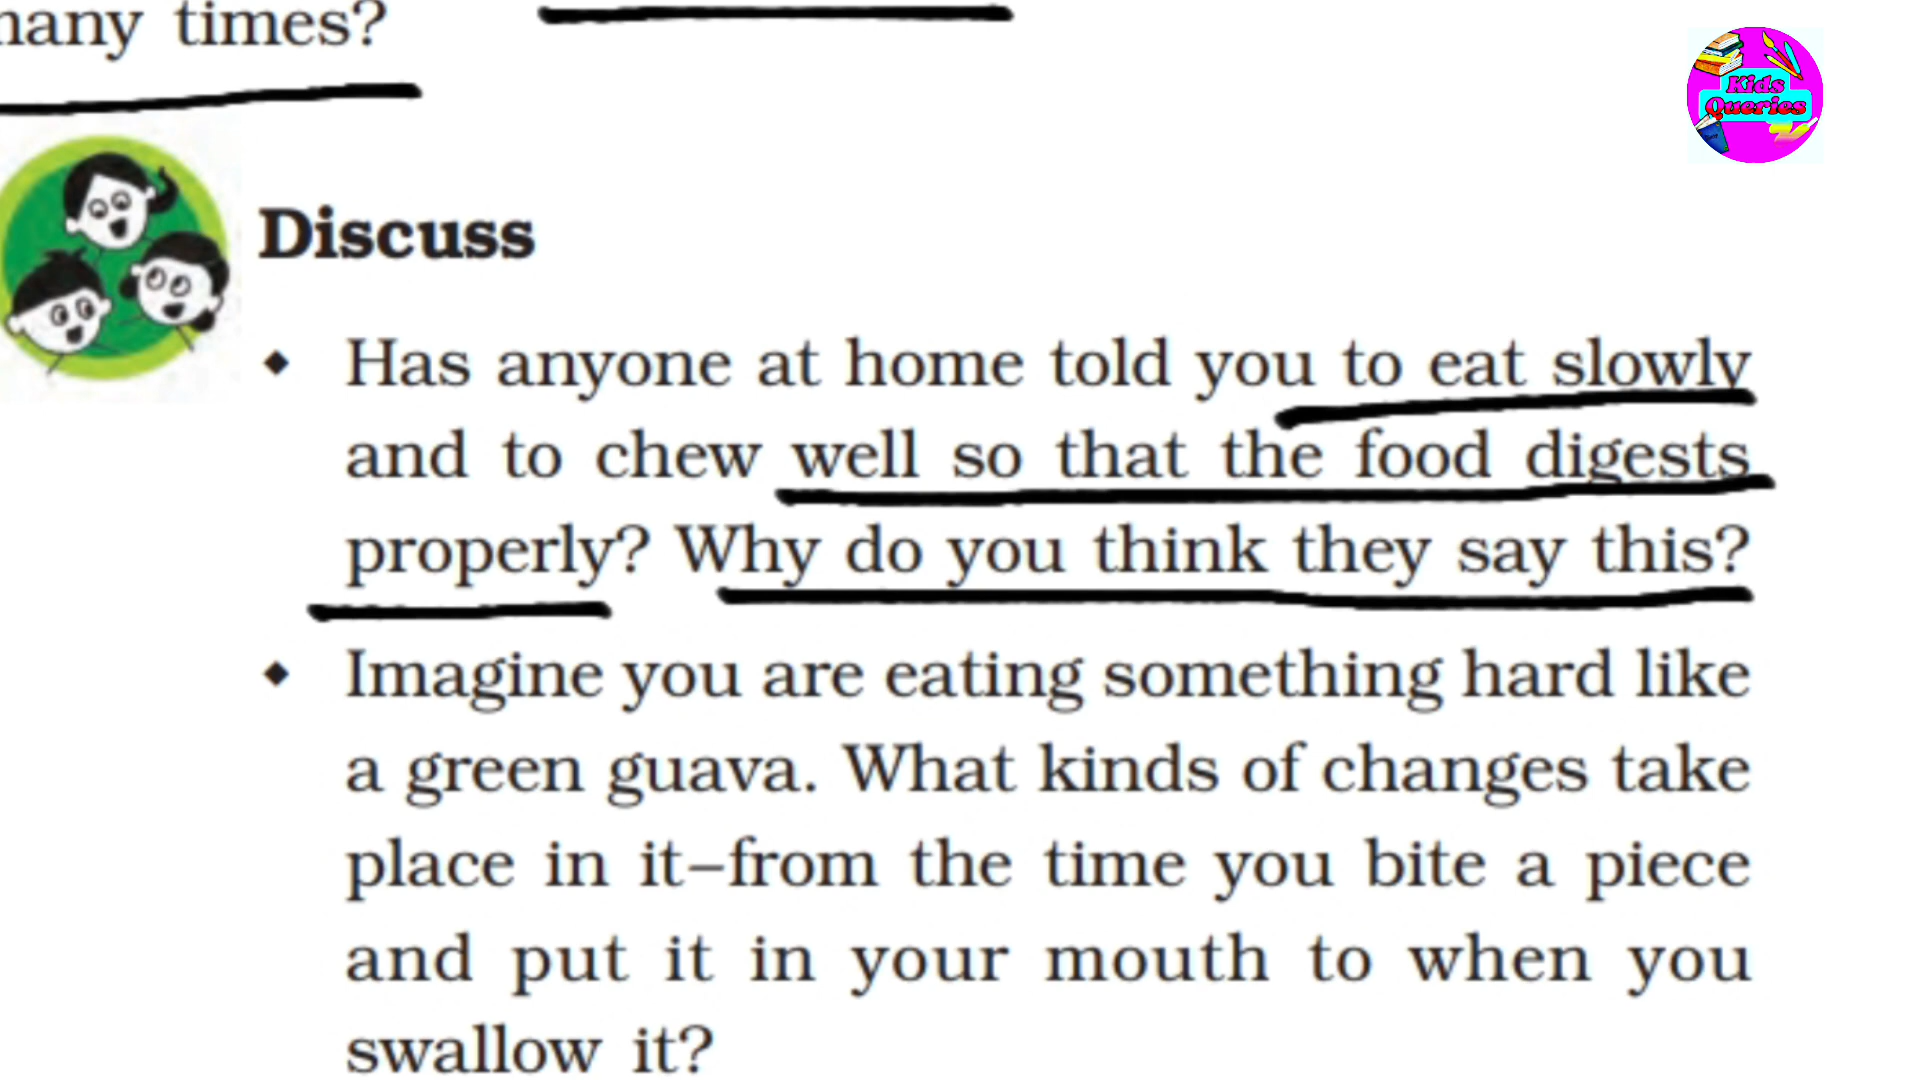 many times?
Kids
Queries
Discuss
◆ Has anyone at home told you to eat slowly
and to chew well so that the food digests
properly? Why do you think they say this?
◆ Imagine you are eating something hard like
a green guava. What kinds of changes take
place in it–from the time you bite a piece
and put it in your mouth to when you
swallow it?